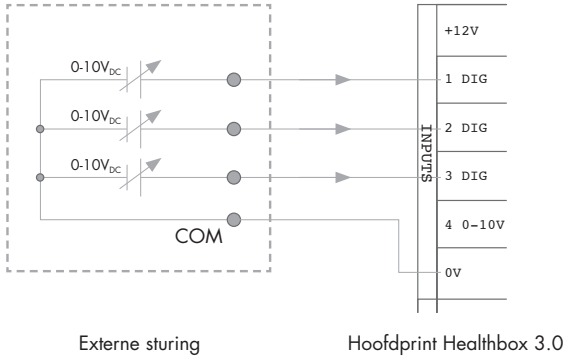 +12V
0-10VDC
1 DIG
0-10VDC
2 DIG
0-10VDC
3 DIG
INPUTS
4 0-10V
COM
0V
Externe sturing
Hoofdprint Healthbox 3.0